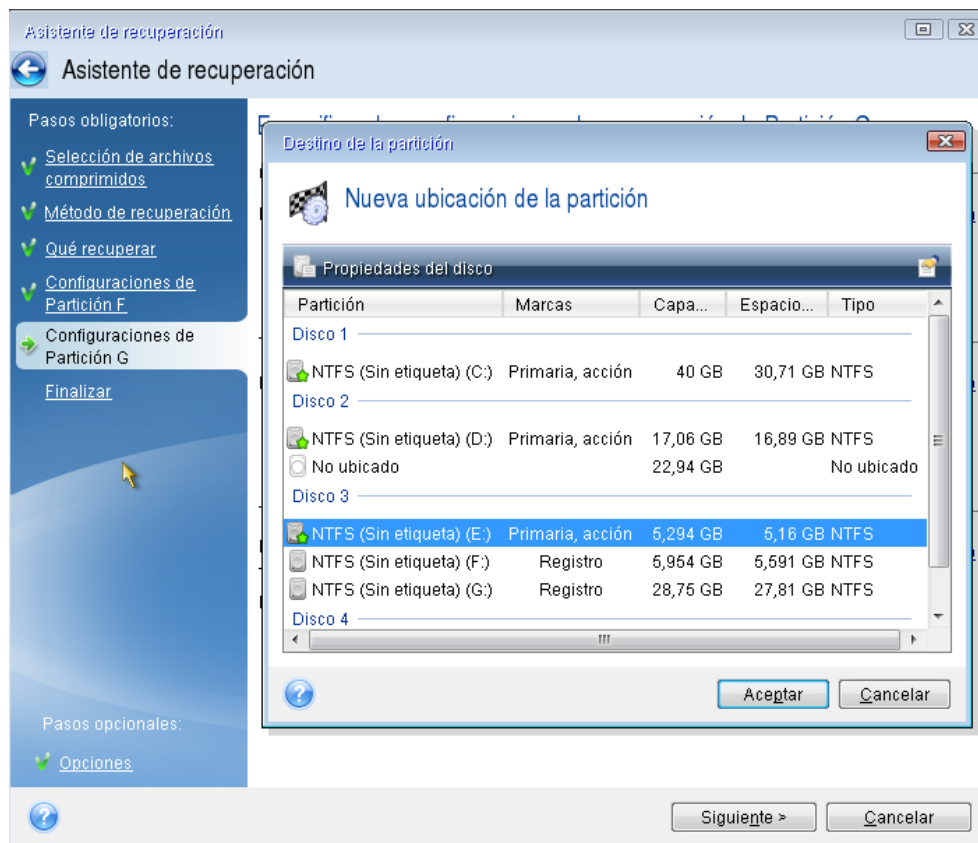 Asistente de recuperación
Asistente de recuperación
Pasos obligatorios:
Selección de archivos
comprimidos
Método de recuperación
Qué recuperar
Configuraciones de
Partición F
Configuraciones de
Partición G
Finalizar
Pasos opcionales:
Opciones
Destino de la partición
Nueva ubicación de la partición
Propiedades del disco
Partición Marcas Capa... Espacio... Tipo
Disco 1
NTFS (Sin etiqueta) (C:) Primaria, acción 40 GB 30,71 GB NTFS
Disco 2
NTFS (Sin etiqueta) (D:) Primaria, acción 17,06 GB 16,89 GB NTFS
No ubicado 22,94 GB No ubicado
Disco 3
NTFS (Sin etiqueta) (E:) Primaria, acción 5,294 GB 5,16 GB NTFS
NTFS (Sin etiqueta) (F:) Registro 5,954 GB 5,591 GB NTFS
NTFS (Sin etiqueta) (G:) Registro 28,75 GB 27,81 GB NTFS
Disco 4
Aceptar Cancelar
Siguiente > Cancelar